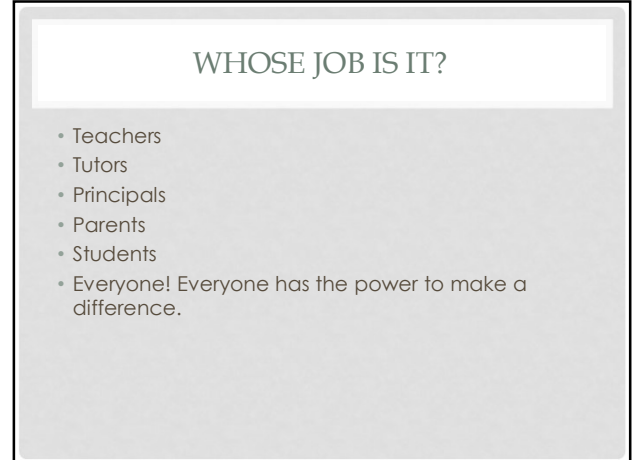 WHOSE JOB IS IT?
• Teachers
• Tutors
• Principals
• Parents
• Students
• Everyone! Everyone has the power to make a
difference.